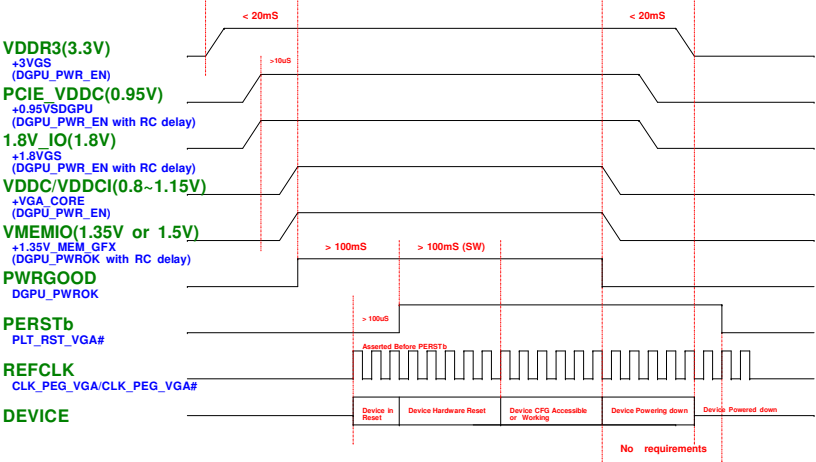 < 20mS
< 20mS
VDDR3(3.3V)
+3VGS
(DGPU_PWR_EN)
>10uS
PCIE_VDDC(0.95V)
+0.95VSDGPU
(DGPU_PWR_EN with RC delay)
1.8V_IO(1.8V)
+1.8VGS
(DGPU_PWR_EN with RC delay)
VDDC/VDDCI(0.8~1.15V)
+VGA_CORE
(DGPU_PWR_EN)
VMEMIO(1.35V or 1.5V)
+1.35V_MEM_GFX
(DGPU_PWROK with RC delay)
> 100mS
> 100mS (SW)
PWRGOOD
DGPU_PWROK
> 100uS
PERSTb
PLT_RST_VGA#
Asserted Before PERSTb
REFCLK
CLK_PEG_VGA/CLK_PEG_VGA#
DEVICE
Device in
Reset
Device Hardware Reset
Device CFG Accessible
or Working
Device Powering down
Device Powered down
No requirements